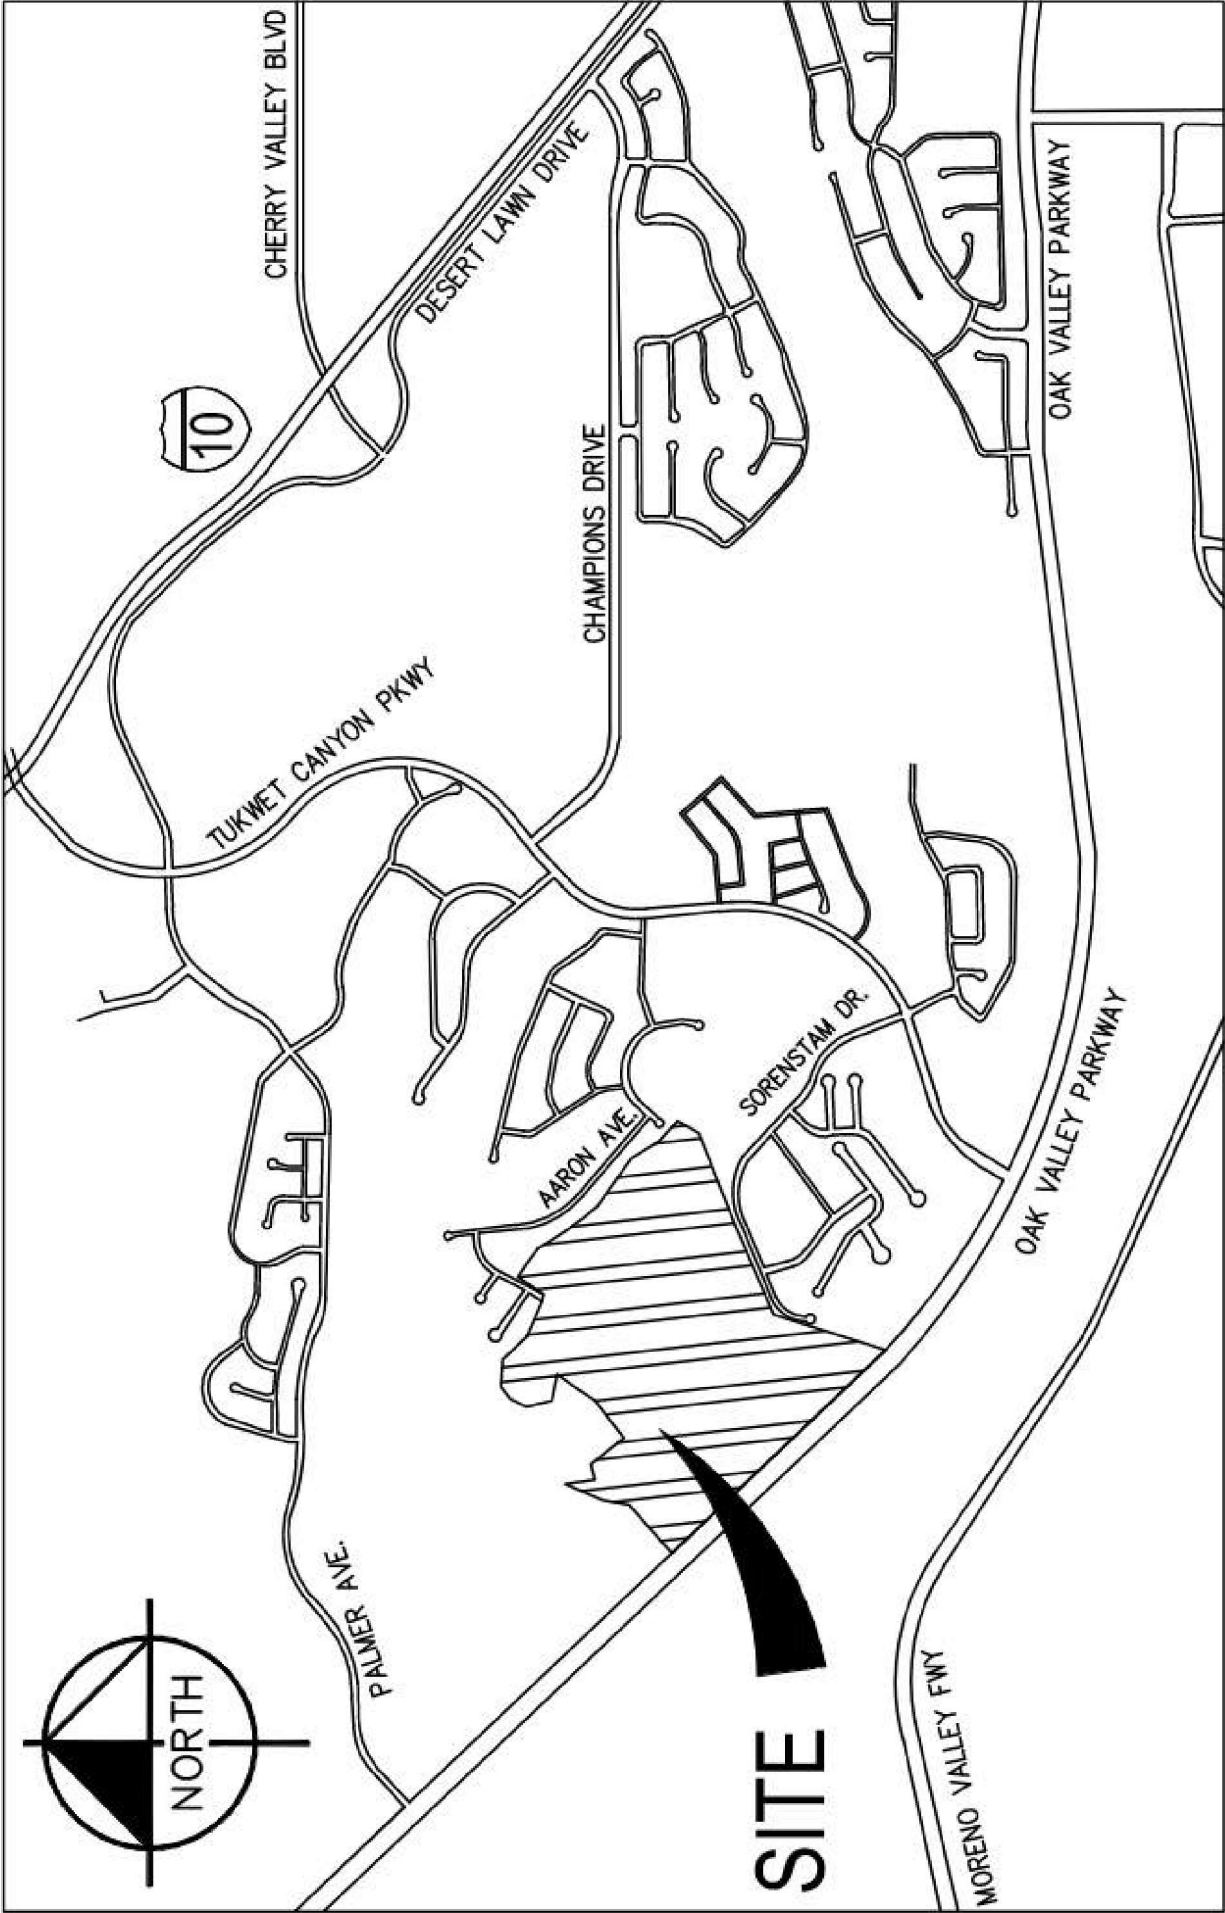 CHERRY VALLEY BLVD
DESERT LAWN DRIVE
10
OAK VALLEY PARKWAY
CHAMPIONS DRIVE
TUKWET CANYON PKWY
SORENSTAM DR.
AARON AVE.
OAK VALLEY PARKWAY
PALMER AVE.
NORTH
SITE
MORENO VALLEY FWY